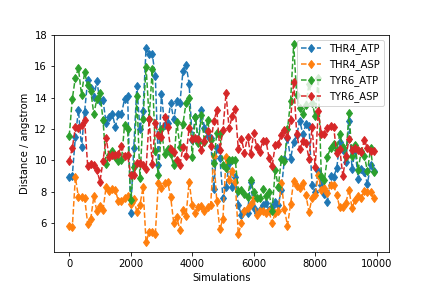 18
16
14
12
10
8
6
Distance / angstrom
0
2000
4000
6000
8000
10000
Simulations
THR4_ATP
THR4_ASP
TYR6_ATP
TYR6_ASP